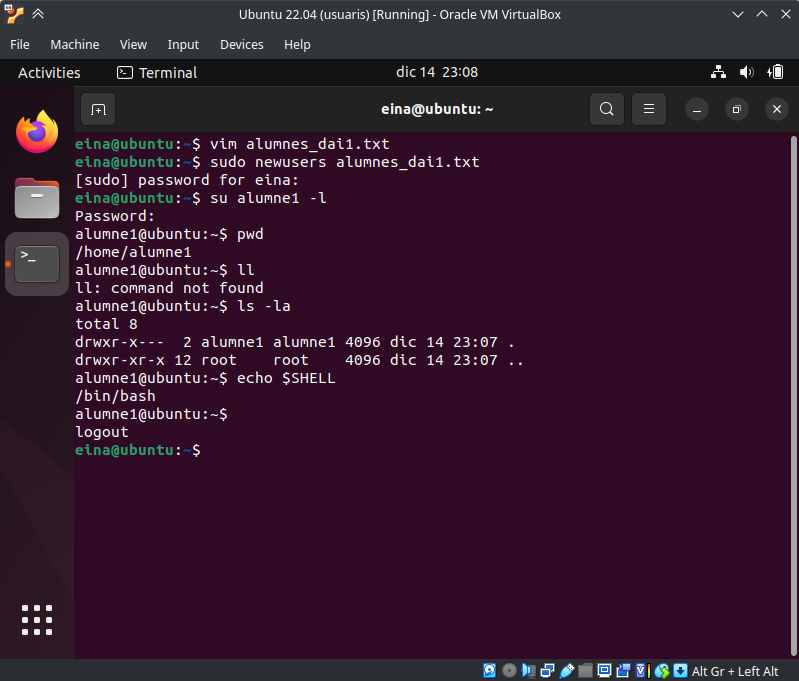 Ubuntu 22.04 (usuaris) [Running] - Oracle VM VirtualBox
File Machine View Input Devices Help
Activities Terminal dic 14 23:08
eina@ubuntu: ~
eina@ubuntu:~$ vim alumnes_dai1.txt
eina@ubuntu:~$ sudo newusers alumnes_dai1.txt
[sudo] password for eina:
eina@ubuntu:~$ su alumne1 -l
Password:
alumne1@ubuntu:~$ pwd
/home/alumne1
alumne1@ubuntu:~$ ll
ll: command not found
alumne1@ubuntu:~$ ls -la
total 8
drwxr-x---  2 alumne1 alumne1 4096 dic 14 23:07 .
drwxr-xr-x 12 root    root    4096 dic 14 23:07 ..
alumne1@ubuntu:~$ echo $SHELL
/bin/bash
alumne1@ubuntu:~$
logout
eina@ubuntu:~$
Alt Gr + Left Alt